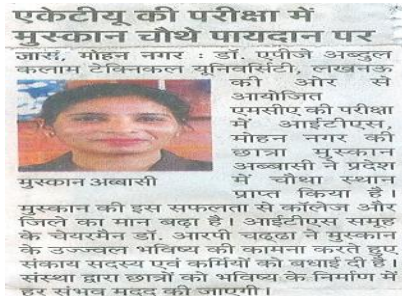 एकेटीयू की परीक्षा में
मुस्कान चौथे पायदान पर
जासं, मोहन नगर : डॉ. एपीजे अब्दुल
कलाम टेक्निकल यूनिवर्सिटी, लखनऊ
की ओर से
आयोजित
एमसीए की परीक्षा
में आईटीएस,
मोहन नगर की
छात्रा मुस्कान
अब्बासी ने प्रदेश
में चौथा स्थान
प्राप्त किया है।
मुस्कान अब्बासी
मुस्कान की इस सफलता से कॉलेज और
जिले का मान बढ़ा है। आईटीएस समूह
के चेयरमैन डॉ. आरपी चढ्ढा ने मुस्कान
के उज्ज्वल भविष्य की कामना करते हुए
संकाय सदस्य एवं कर्मियों को बधाई दी है।
संस्था द्वारा छात्रों को भविष्य के निर्माण में
हर संभव मदद की जाएगी।